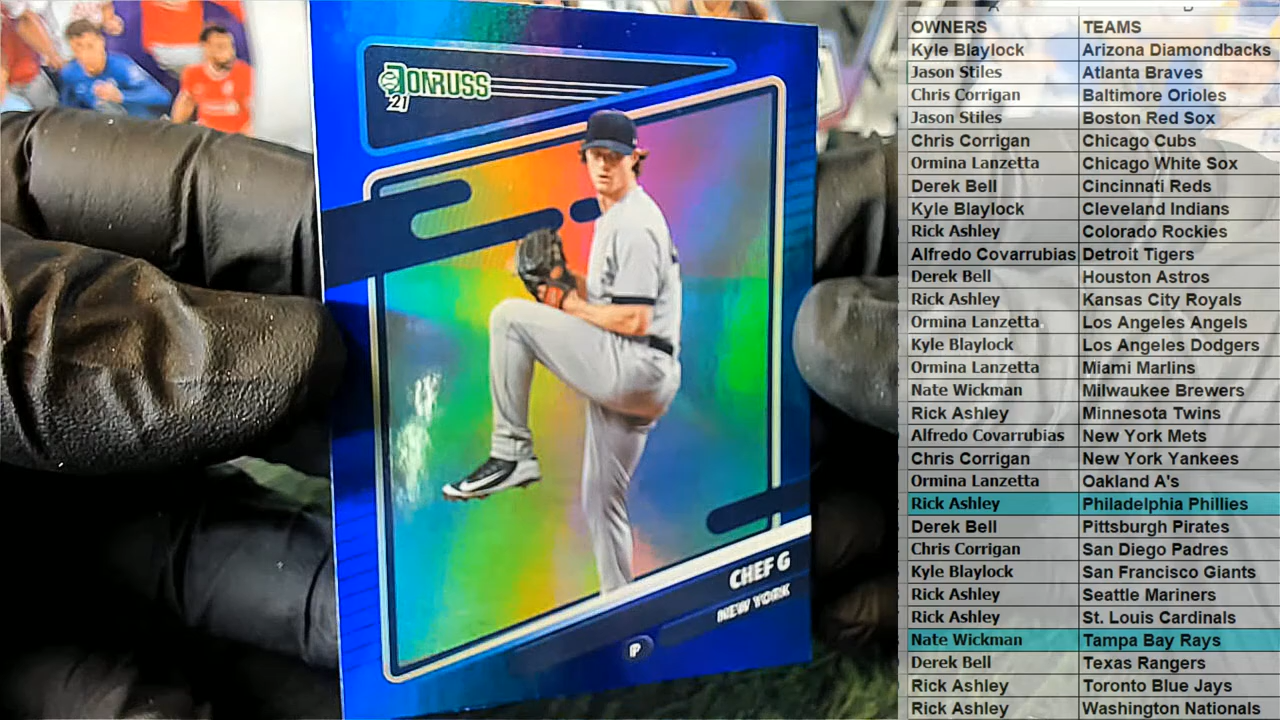 DONRUSS
21
CHEF G
NEW YORK
P
OWNERS TEAMS
Kyle Blaylock Arizona Diamondbacks
Jason Stiles Atlanta Braves
Chris Corrigan Baltimore Orioles
Jason Stiles Boston Red Sox
Chris Corrigan Chicago Cubs
Ormina Lanzetta Chicago White Sox
Derek Bell Cincinnati Reds
Kyle Blaylock Cleveland Indians
Rick Ashley Colorado Rockies
Alfredo Covarrubias Detroit Tigers
Derek Bell Houston Astros
Rick Ashley Kansas City Royals
Ormina Lanzetta Los Angeles Angels
Kyle Blaylock Los Angeles Dodgers
Ormina Lanzetta Miami Marlins
Nate Wickman Milwaukee Brewers
Rick Ashley Minnesota Twins
Alfredo Covarrubias New York Mets
Chris Corrigan New York Yankees
Ormina Lanzetta Oakland A's
Rick Ashley Philadelphia Phillies
Derek Bell Pittsburgh Pirates
Chris Corrigan San Diego Padres
Kyle Blaylock San Francisco Giants
Rick Ashley Seattle Mariners
Rick Ashley St. Louis Cardinals
Nate Wickman Tampa Bay Rays
Derek Bell Texas Rangers
Rick Ashley Toronto Blue Jays
Rick Ashley Washington Nationals